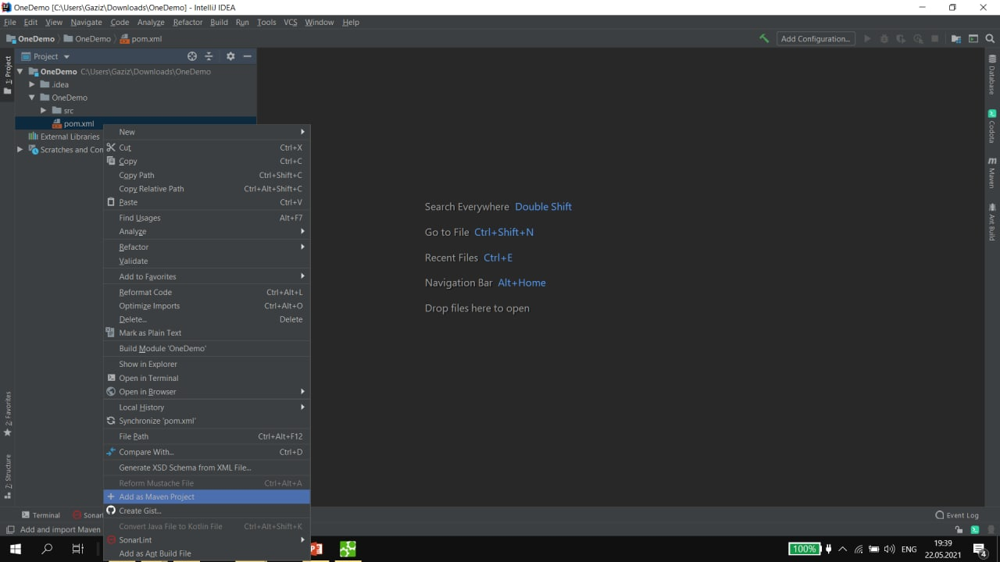 OneDemo [C:\Users\Gaziz\Downloads\OneDemo] - IntelliJ IDEA
File Edit View Navigate Code Analyze Refactor Build Run Tools VCS Window Help
OneDemo OneDemo pom.xml
Add Configuration...
1: Project
Project
OneDemo C:\Users\Gaziz\Downloads\OneDemo
.idea
OneDemo
src
pom.xml
External Libraries
Scratches and Con
New
Cut Ctrl+X
Copy Ctrl+C
Copy Path Ctrl+Shift+C
Copy Relative Path Ctrl+Alt+Shift+C
Paste Ctrl+V
Find Usages Alt+F7
Analyze
Refactor
Validate
Add to Favorites
Reformat Code Ctrl+Alt+L
Optimize Imports Ctrl+Alt+O
Delete... Delete
Mark as Plain Text
Build Module 'OneDemo'
Show in Explorer
Open in Terminal
Open in Browser
Local History
Synchronize 'pom.xml'
File Path Ctrl+Alt+F12
Compare With... Ctrl+D
Generate XSD Schema from XML File...
Reform Mustache File Ctrl+Alt+A
Add as Maven Project
Create Gist...
Convert Java File to Kotlin File Ctrl+Alt+Shift+K
SonarLint
Add as Ant Build File
Search Everywhere Double Shift
Go to File Ctrl+Shift+N
Recent Files Ctrl+E
Navigation Bar Alt+Home
Drop files here to open
Database
Codota
m
Maven
Ant Build
2: Favorites
Z: Structure
Terminal
Sonar
Event Log
Add and import Maven
100%
ENG
19:39
22.05.2021
4